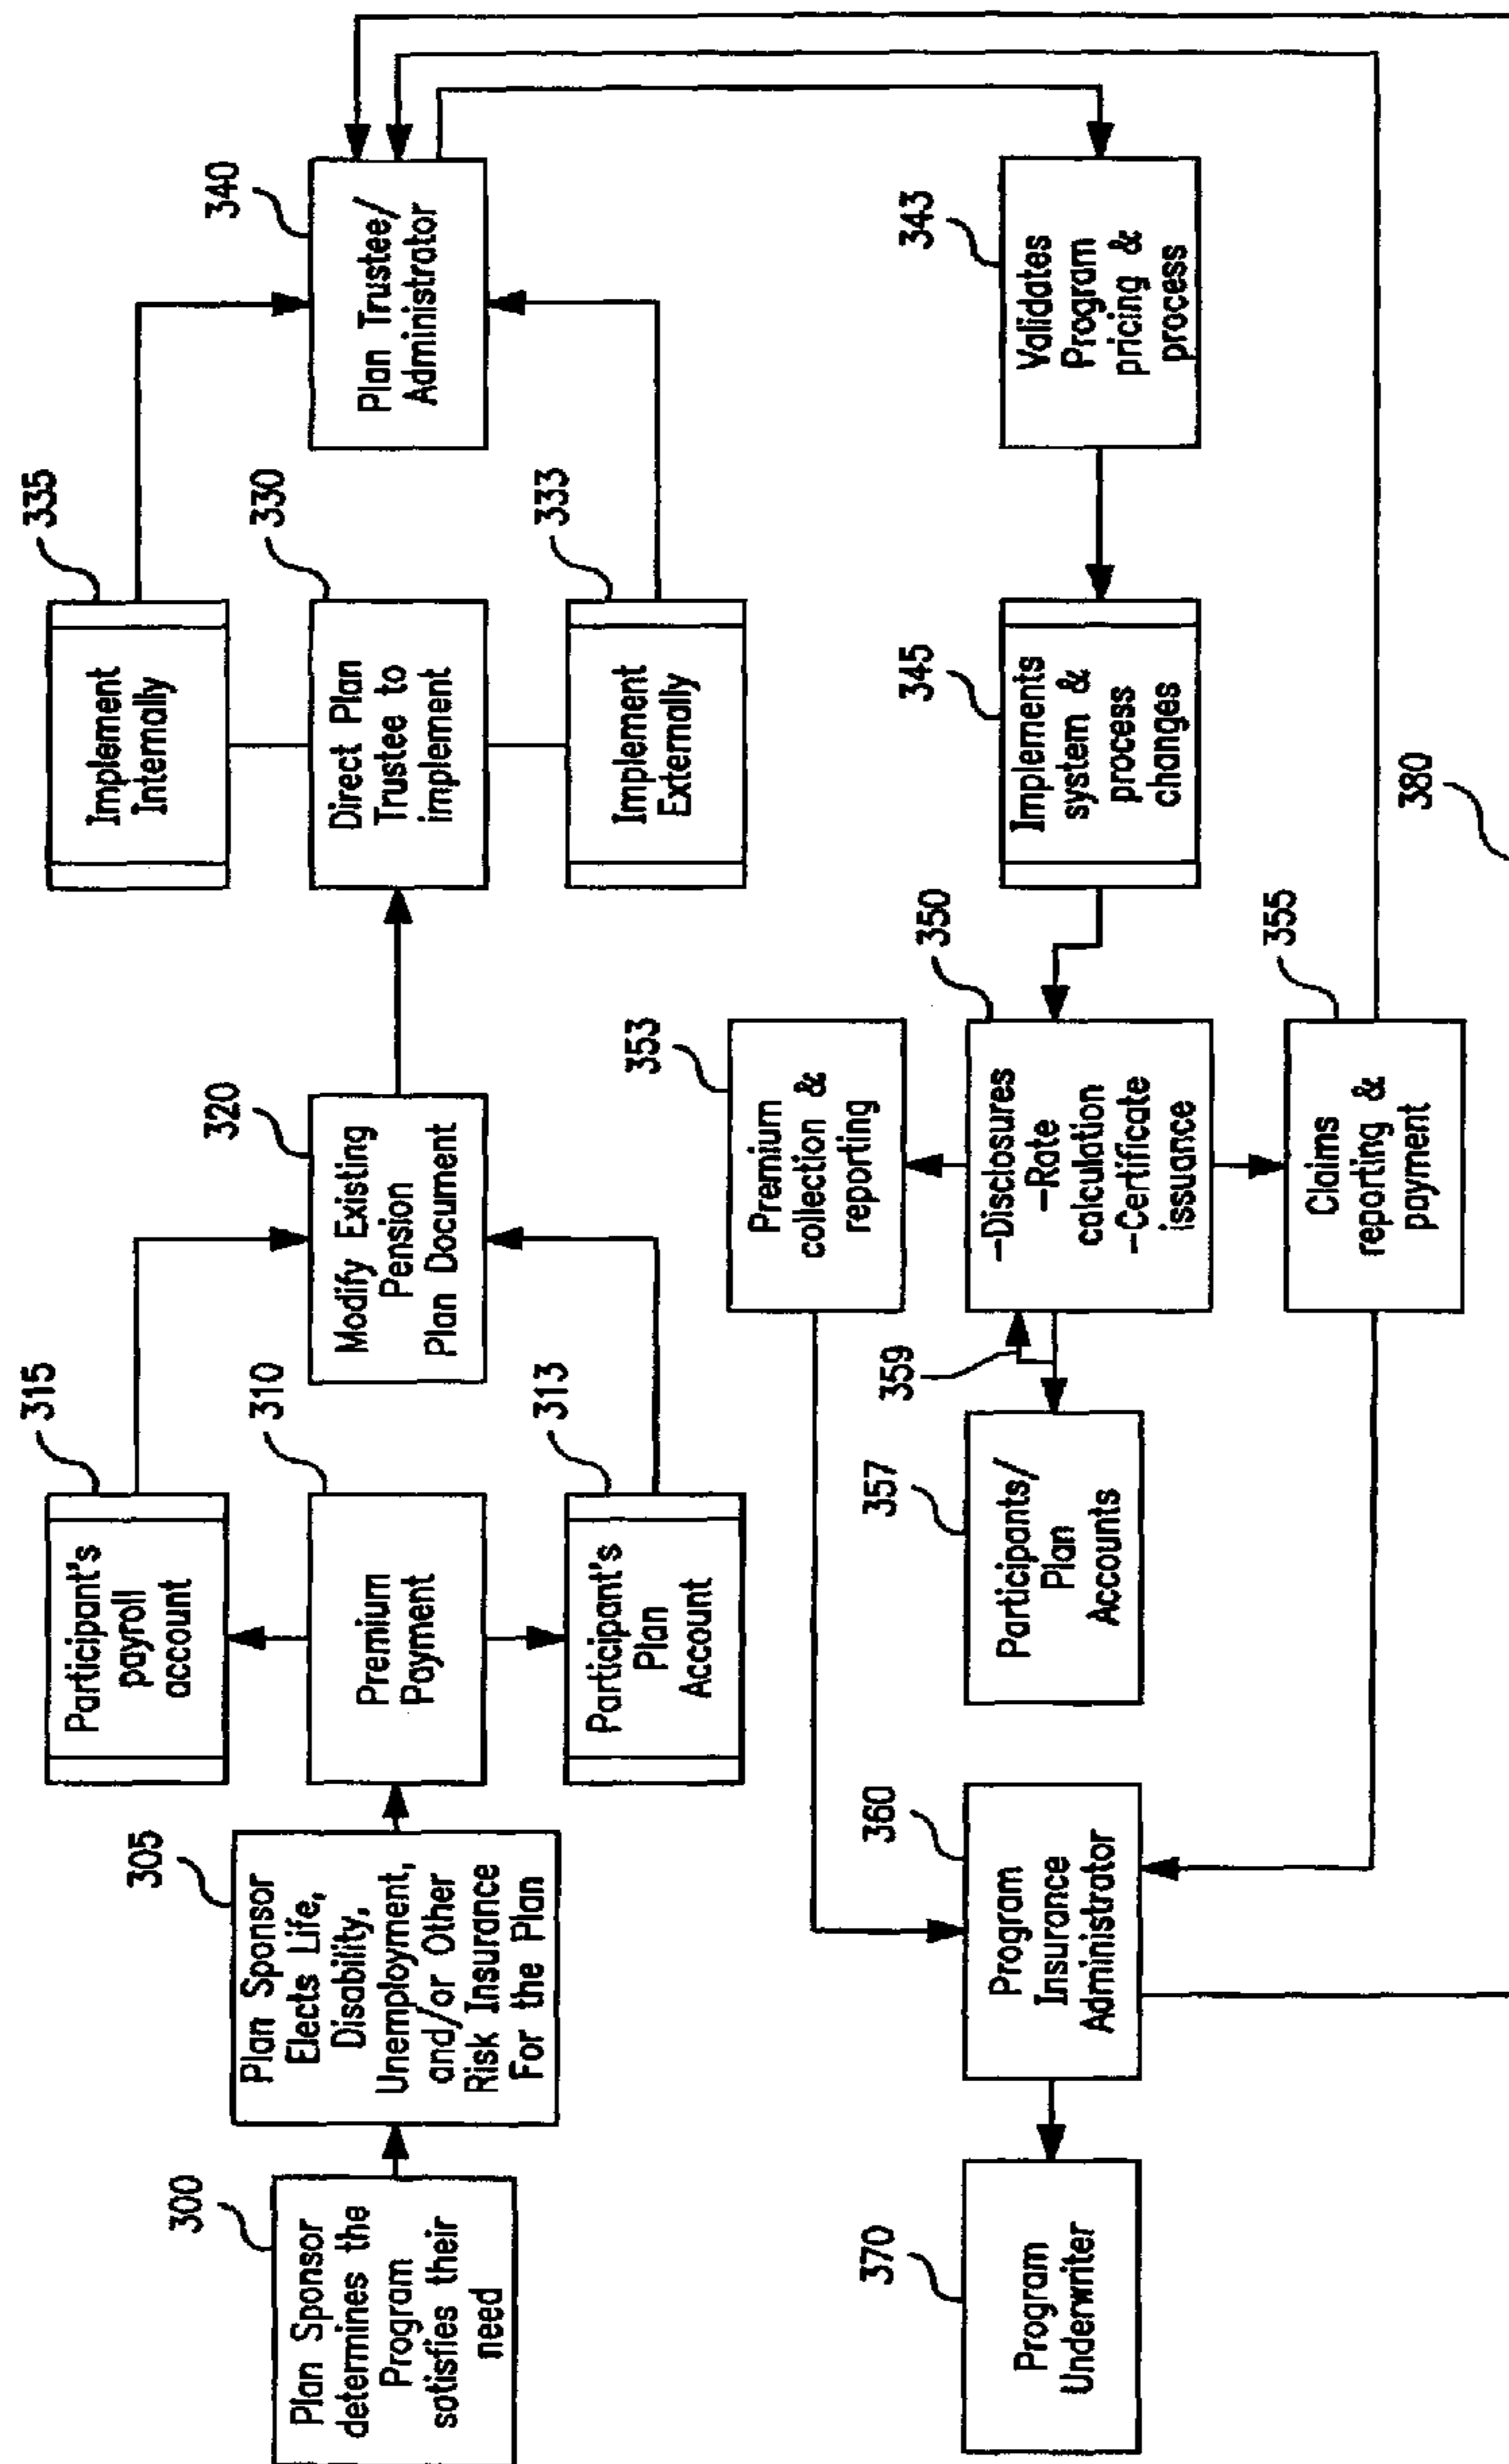 300
Plan Sponsor
determines the
Program
satisfies their
need
305
Plan Sponsor
Elects Life,
Disability,
Unemployment,
and/or Other
Risk Insurance
For the Plan
315
Participant's
payroll
account
310
Premium
Payment
313
Participant's
Plan
Account
320
Modify Existing
Pension
Plan Document
335
Implement
Internally
330
Direct Plan
Trustee to
implement
333
Implement
Externally
340
Plan Trustee/
Administrator
370
Program
Underwriter
360
Program
Insurance
Administrator
357
Participants/
Plan
Accounts
359
353
Premium
collection &
reporting
350
-Disclosures
-Rate
calculation
-Certificate
issuance
355
Claims
reporting &
payment
345
Implements
system &
process
changes
343
Validates
Program
pricing &
process
380